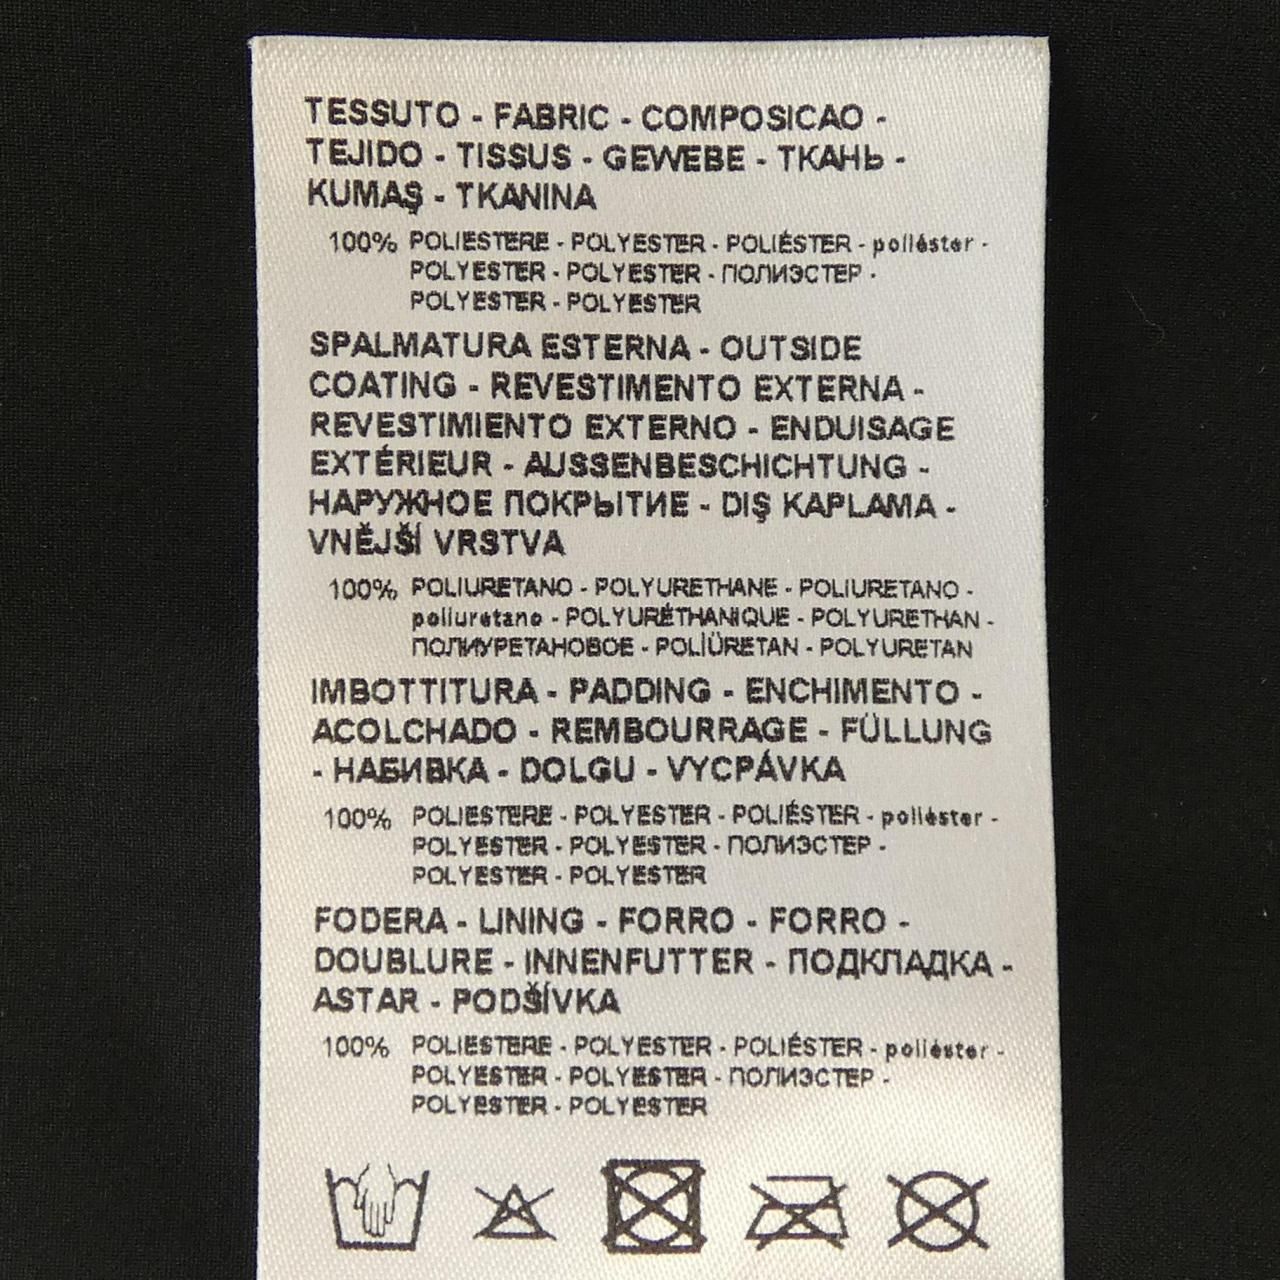 TESSUTO - FABRIC - COMPOSICAO -
TEJIDO - TISSUS - GEWEBE - ТКАНЬ -
KUMAŞ - TKANINA
100% POLIESTERE - POLYESTER - POLIÉSTER - poliéster -
POLYESTER - POLYESTER - ПОЛИЭСТЕР -
POLYESTER - POLYESTER
SPALMATURA ESTERNA - OUTSIDE
COATING - REVESTIMENTO EXTERNA -
REVESTIMIENTO EXTERNO - ENDUISAGE
EXTÉRIEUR - AUSSENBESCHICHTUNG -
НАРУЖНОЕ ПОКРЫТИЕ - DIŞ KAPLAMA -
VNĚJŠÍ VRSTVA
100% POLIURETANO - POLYURETHANE - POLIURETANO -
poliuretano - POLYURÉTHANIQUE - POLYURETHAN -
ПОЛИУРЕТАНОВОЕ - POLİÜRETAN - POLYURETAN
IMBOTTITURA - PADDING - ENCHIMENTO -
ACOLCHADO - REMBOURRAGE - FÜLLUNG
- НАБИВКА - DOLGU - VYCPÁVKA
100% POLIESTERE - POLYESTER - POLIÉSTER - poliéster -
POLYESTER - POLYESTER - ПОЛИЭСТЕР -
POLYESTER - POLYESTER
FODERA - LINING - FORRO - FORRO -
DOUBLURE - INNENFUTTER - ПОДКЛАДКА -
ASTAR - PODŠÍVKA
100% POLIESTERE - POLYESTER - POLIÉSTER - poliéster -
POLYESTER - POLYESTER - ПОЛИЭСТЕР -
POLYESTER - POLYESTER